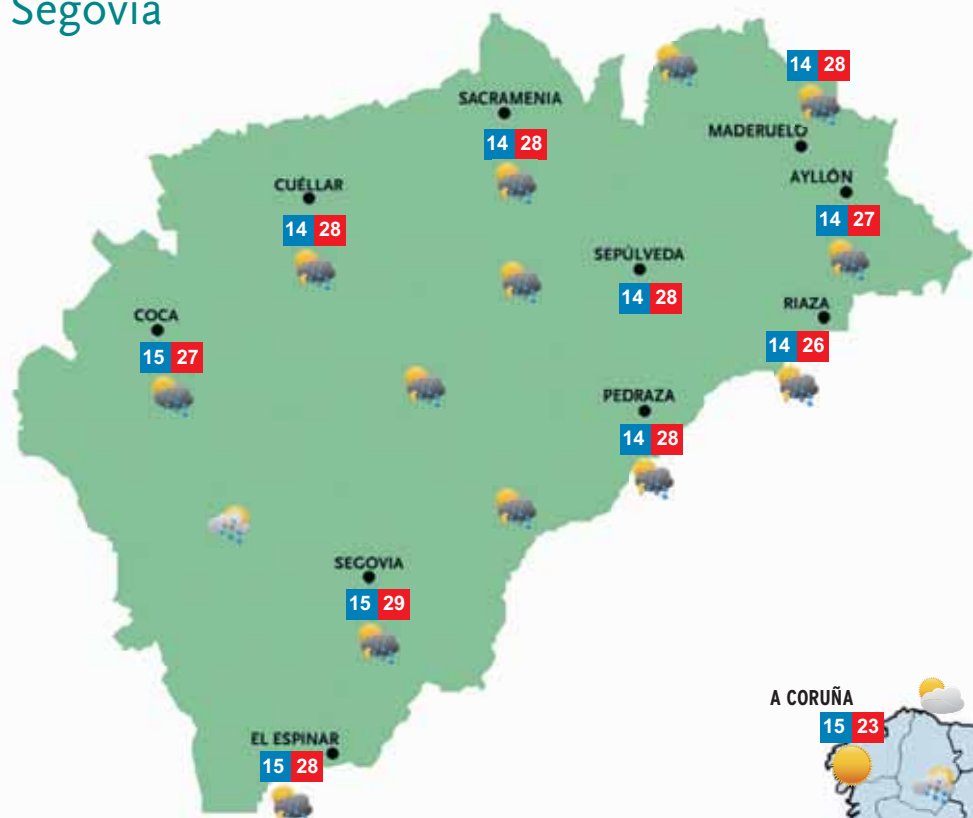 Segovia
14 28
SACRAMENIA
14 28
MADERUELO
AYLLÓN
14 27
CUÉLLAR
14 28
SEPÚLVEDA
14 28
RIAZA
14 26
COCA
15 27
PEDRAZA
14 28
SEGOVIA
15 29
A CORUÑA
15 23
EL ESPINAR
15 28